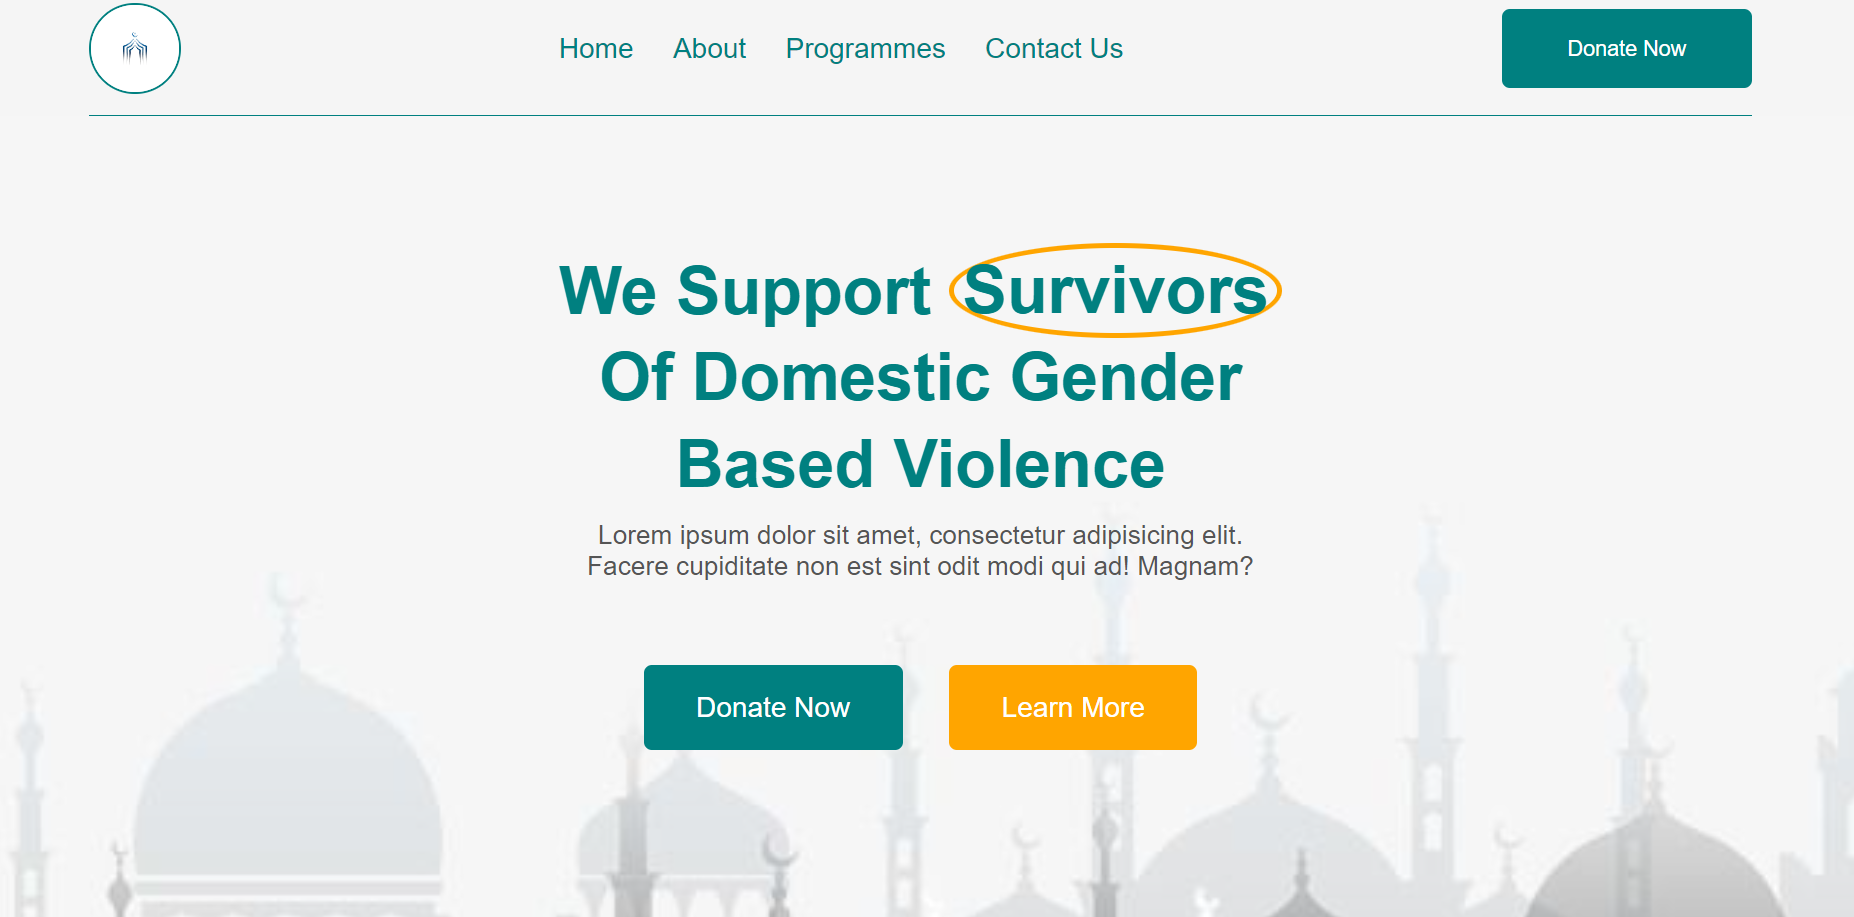 Home About Programmes Contact Us Donate Now
We Support Survivors
Of Domestic Gender
Based Violence
Lorem ipsum dolor sit amet, consectetur adipisicing elit.
Facere cupiditate non est sint odit modi qui ad! Magnam?
Donate Now Learn More